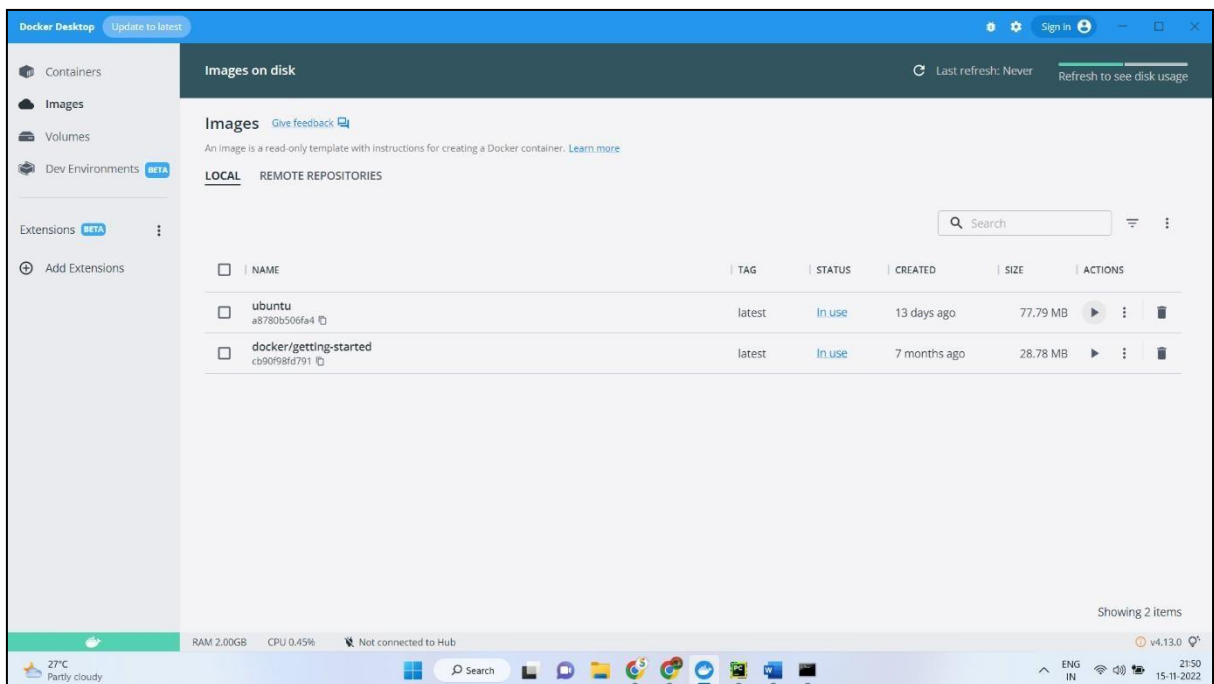 Docker Desktop Update to latest Sign in
Containers
Images
Volumes
Dev Environments BETA
Extensions BETA
Add Extensions
Images on disk Last refresh: Never Refresh to see disk usage
Images Give feedback
An image is a read-only template with instructions for creating a Docker container. Learn more
LOCAL REMOTE REPOSITORIES
Search
NAME TAG STATUS CREATED SIZE ACTIONS
ubuntu latest In use 13 days ago 77.79 MB
a8780b506fa4
docker/getting-started latest In use 7 months ago 28.78 MB
cb90f98fd791
Showing 2 items
RAM 2.00GB CPU 0.45% Not connected to Hub v4.13.0
27°C
Partly cloudy
Search
ENG
IN
21:50
15-11-2022